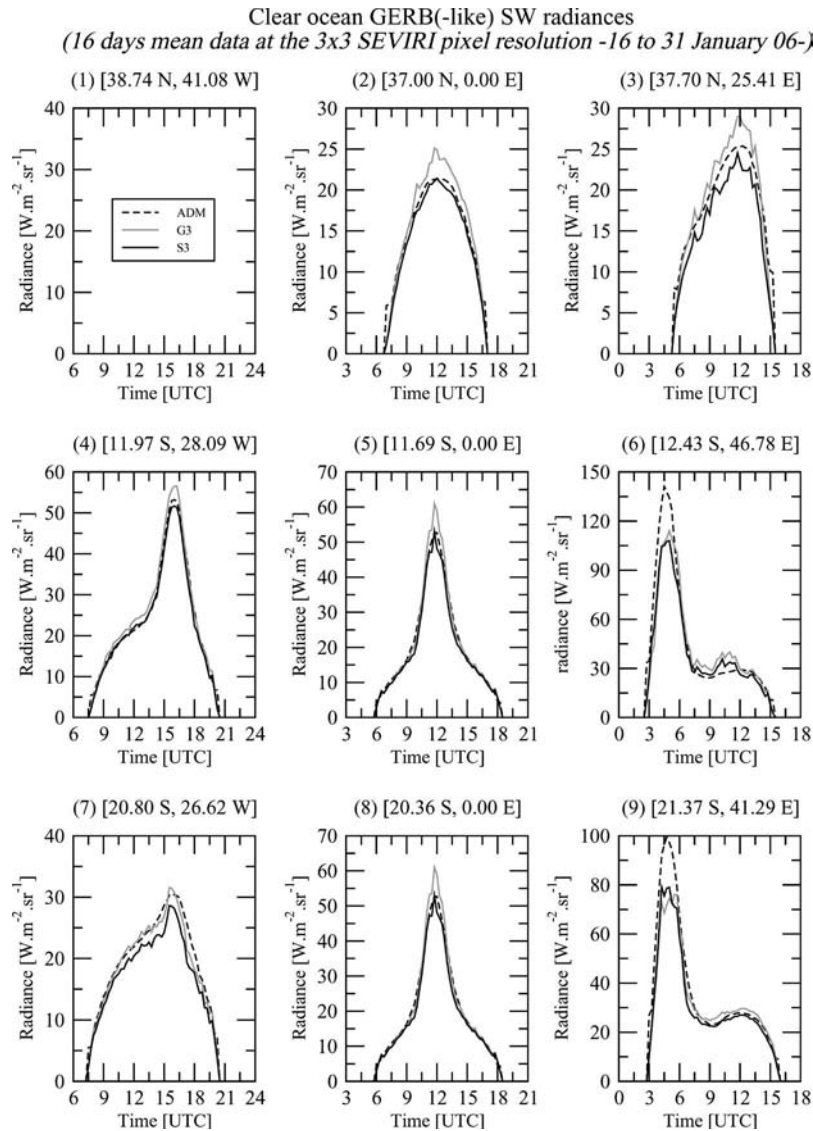 Clear ocean GERB(-like) SW radiances
(16 days mean data at the 3x3 SEVIRI pixel resolution -16 to 31 January 06-)
(1) [38.74 N, 41.08 W]
40
30
20
10
0
Radiance [W.m-2.sr-1]
ADM
G3
S3
6 9 12 15 18 21 24
Time [UTC]
(2) [37.00 N, 0.00 E]
30
25
20
15
10
5
0
Radiance [W.m-2.sr-1]
3 6 9 12 15 18 21
Time [UTC]
(3) [37.70 N, 25.41 E]
30
25
20
15
10
5
0
Radiance [W.m-2.sr-1]
0 3 6 9 12 15 18
Time [UTC]
(4) [11.97 S, 28.09 W]
60
50
40
30
20
10
0
Radiance [W.m-2.sr-1]
6 9 12 15 18 21 24
Time [UTC]
(5) [11.69 S, 0.00 E]
70
60
50
40
30
20
10
0
Radiance [W.m-2.sr-1]
3 6 9 12 15 18 21
Time [UTC]
(6) [12.43 S, 46.78 E]
150
120
90
60
30
0
radiance [W.m-2.sr-1]
0 3 6 9 12 15 18
Time [UTC]
(7) [20.80 S, 26.62 W]
40
30
20
10
0
Radiance [W.m-2.sr-1]
6 9 12 15 18 21 24
Time [UTC]
(8) [20.36 S, 0.00 E]
70
60
50
40
30
20
10
0
Radiance [W.m-2.sr-1]
3 6 9 12 15 18 21
Time [UTC]
(9) [21.37 S, 41.29 E]
100
80
60
40
20
0
Radiance [W.m-2.sr-1]
0 3 6 9 12 15 18
Time [UTC]